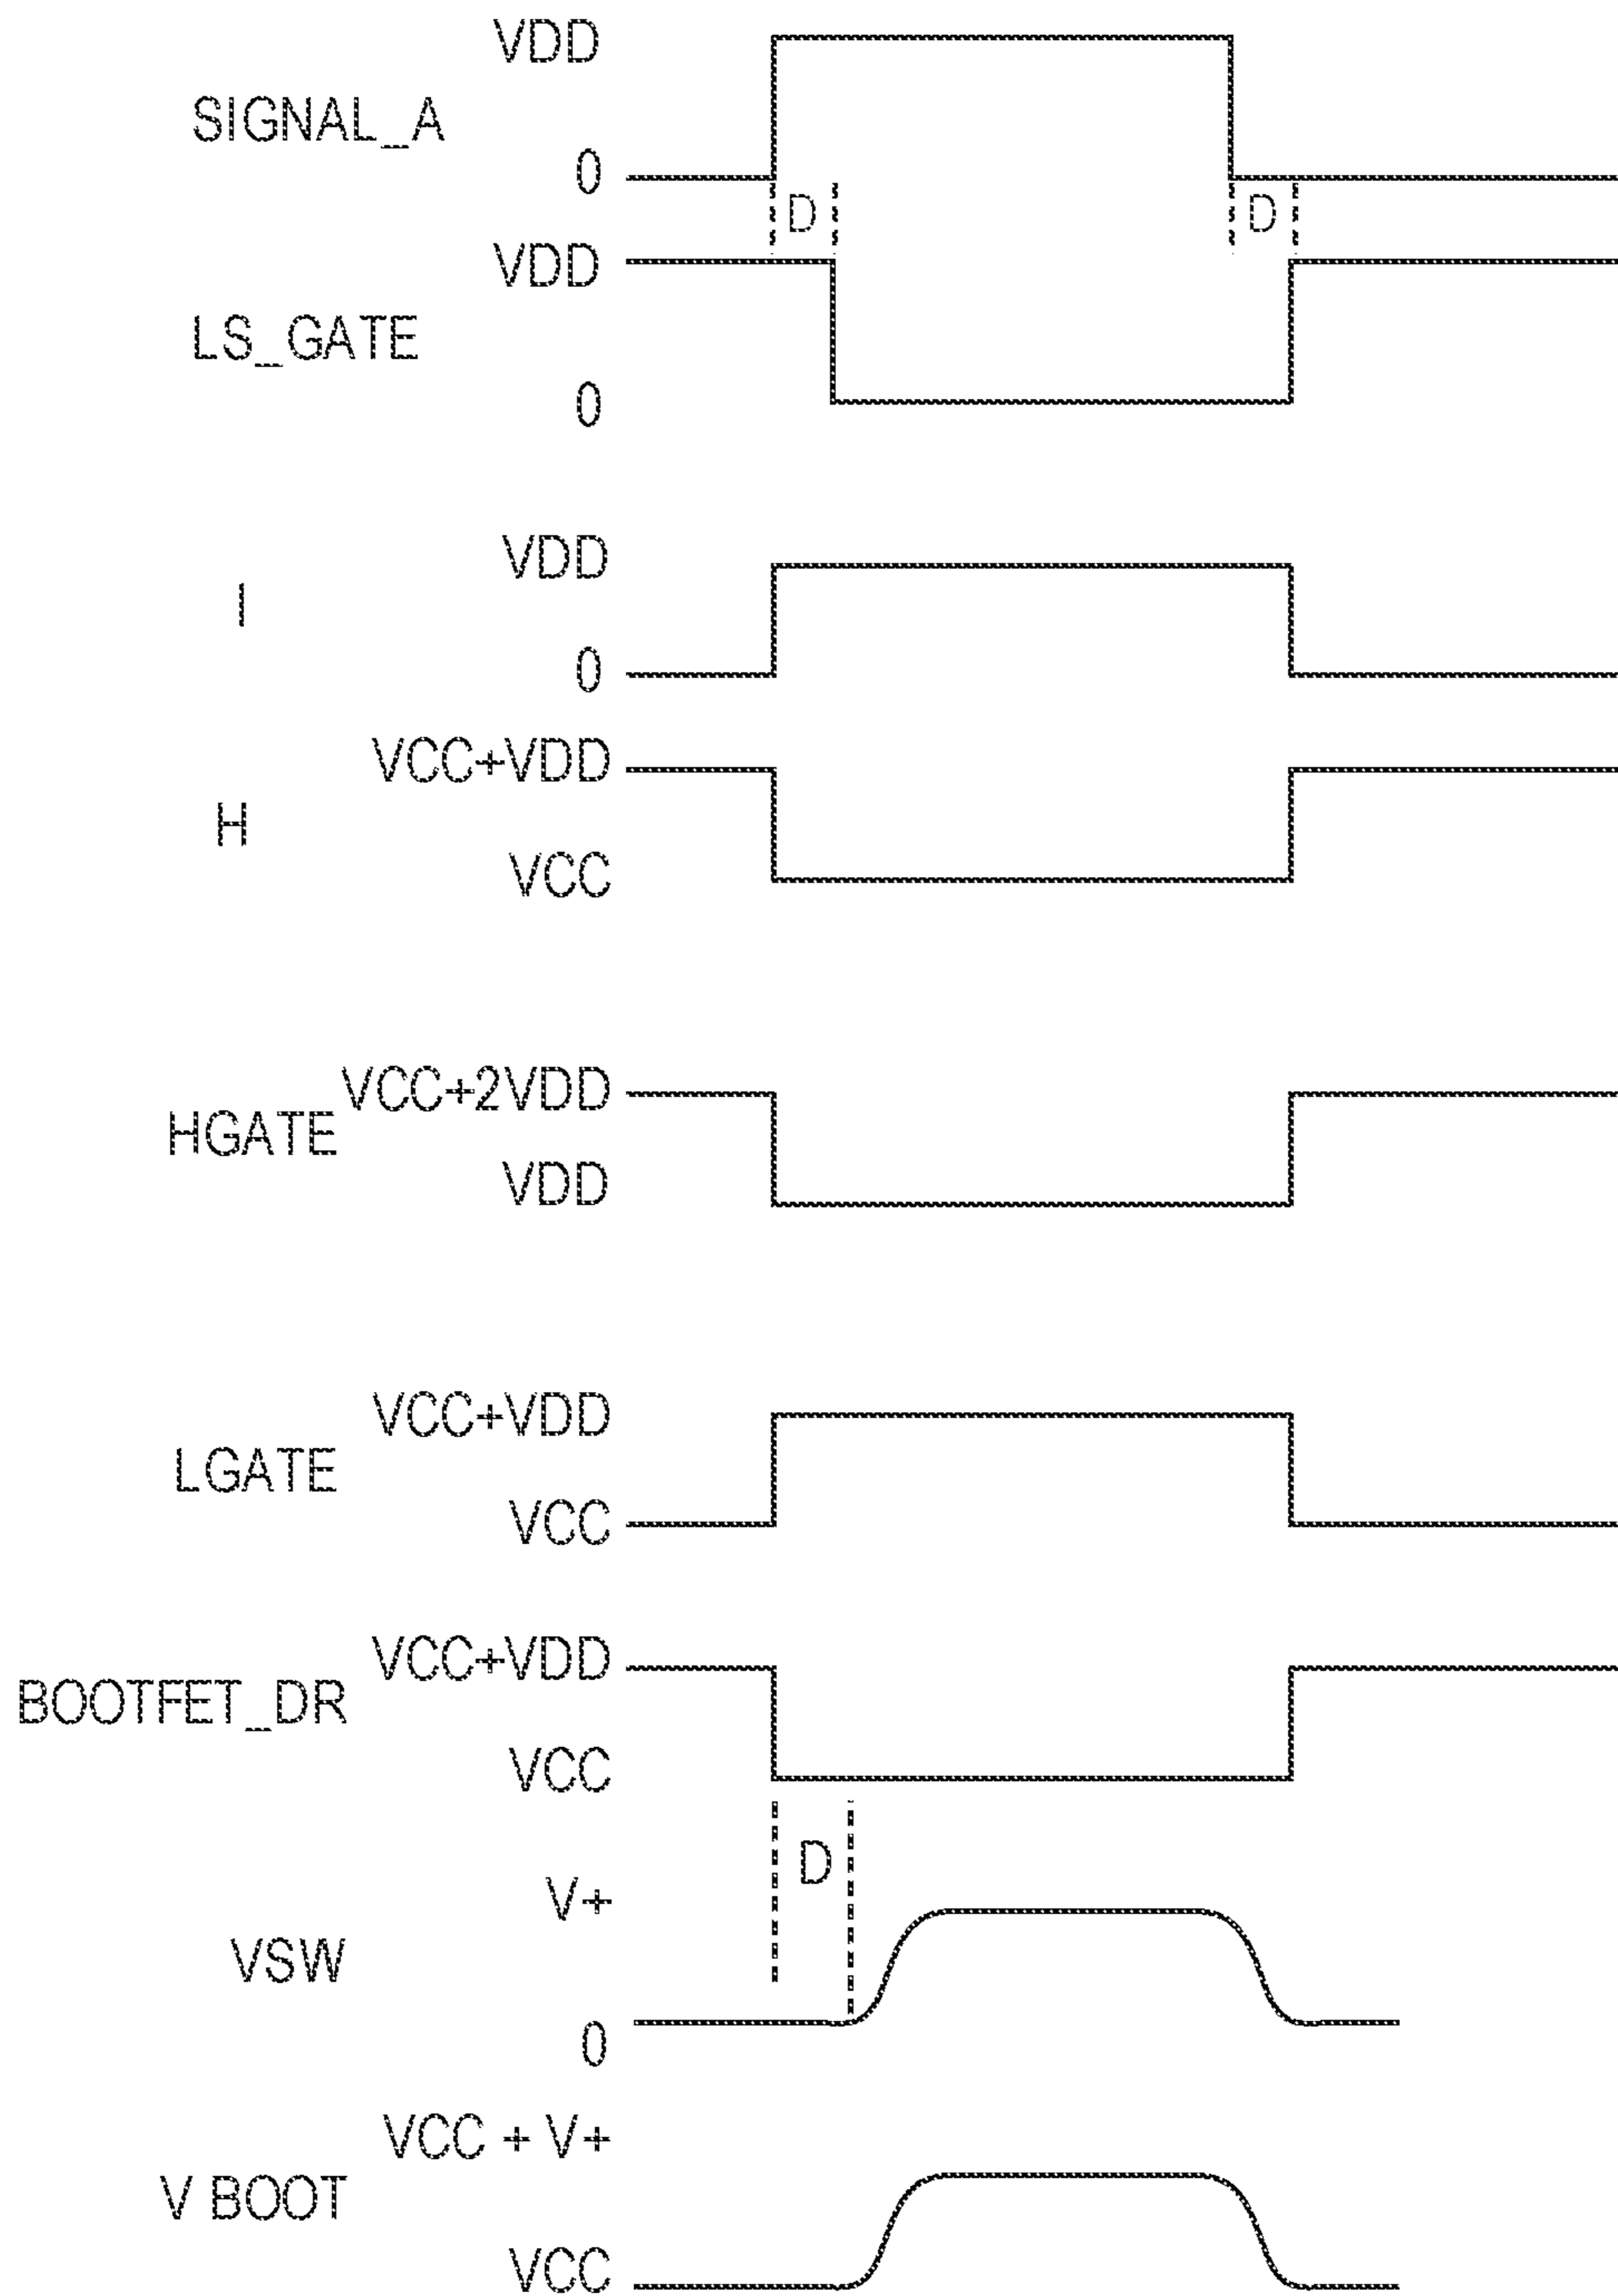 VDD
SIGNAL_A
0
D D
VDD
LS_GATE
0
VDD
I
0
VCC+VDD
H
VCC
VCC+2VDD
HGATE
VDD
VCC+VDD
LGATE
VCC
VCC+VDD
BOOTFET_DR
VCC
D
V+
VSW
0
VCC + V+
V BOOT
VCC